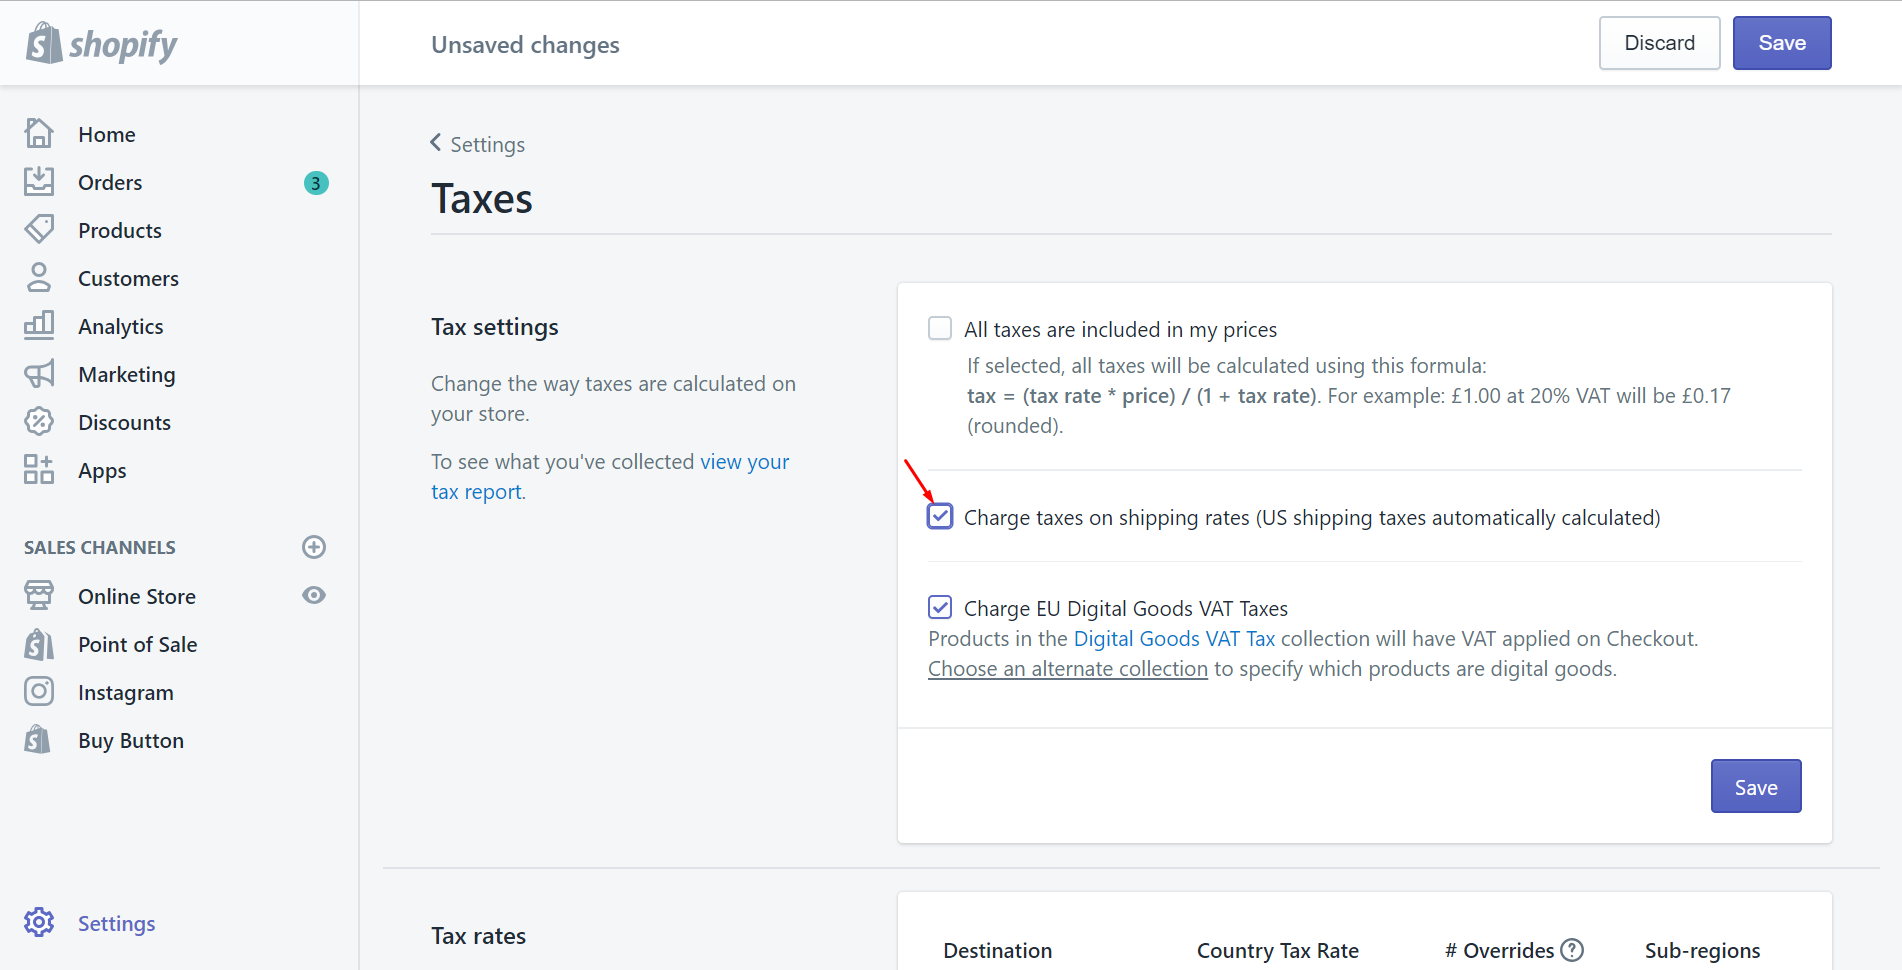 shopify
Unsaved changes
Discard
Save
Home
Orders
3
Products
Customers
Analytics
Marketing
Discounts
Apps
SALES CHANNELS
Online Store
Point of Sale
Instagram
Buy Button
Settings
Settings
Taxes
Tax settings
Change the way taxes are calculated on
your store.
To see what you've collected view your
tax report.
All taxes are included in my prices
If selected, all taxes will be calculated using this formula:
tax = (tax rate * price) / (1 + tax rate). For example: £1.00 at 20% VAT will be £0.17
(rounded).
Charge taxes on shipping rates (US shipping taxes automatically calculated)
Charge EU Digital Goods VAT Taxes
Products in the Digital Goods VAT Tax collection will have VAT applied on Checkout.
Choose an alternate collection to specify which products are digital goods.
Save
Tax rates
Destination
Country Tax Rate
# Overrides ?
Sub-regions